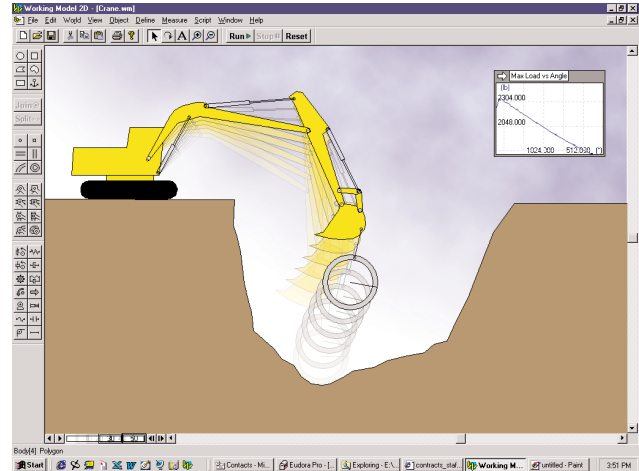 Working Model 2D - [Crane.wm]
File Edit World View Object Define Measure Script Window Help
Run Stop Reset
Join
Split
Max Load vs Angle
(lb)
2304.000
2048.000
1024.000 512.000 (°)
Body[4] Polygon
Start Contacts - Mi... Eudora Pro - [... Exploring - E:\... contracts_stal... Working M... untitled - Paint 3:51 PM